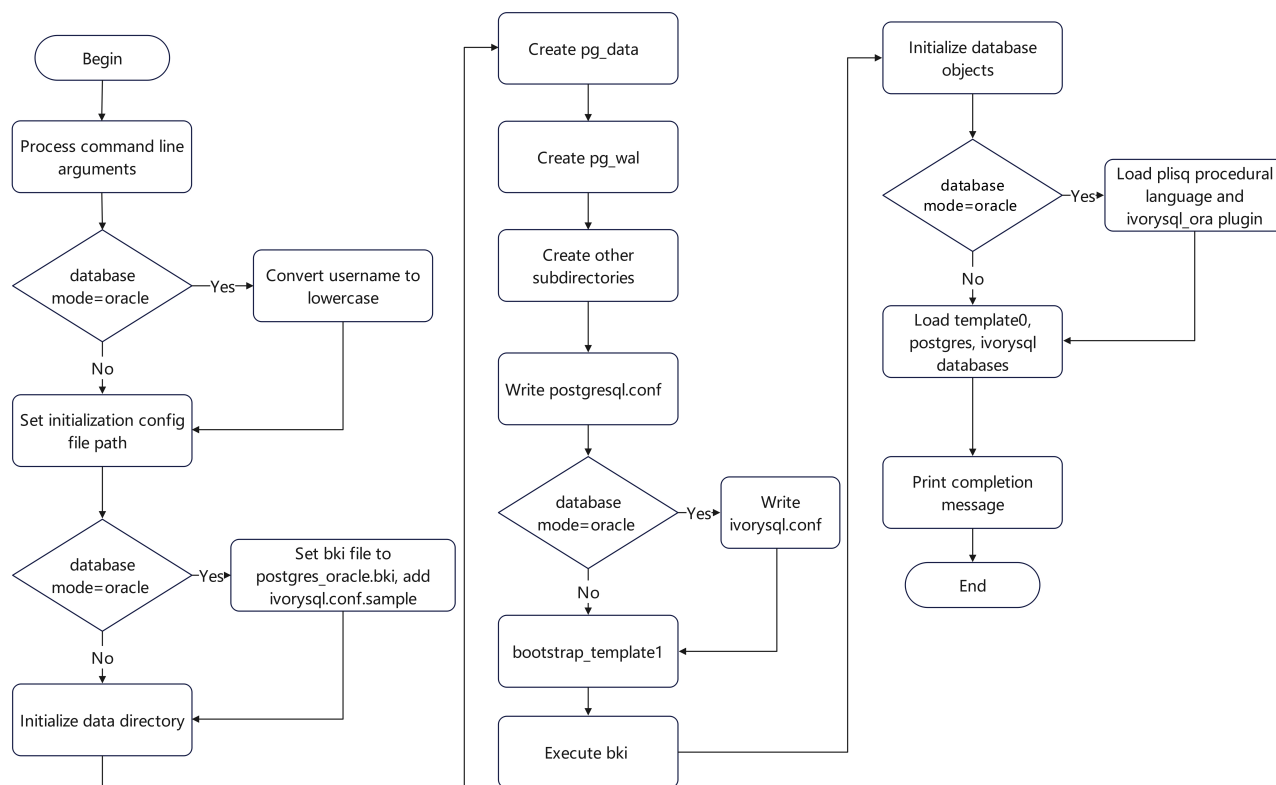 Begin
Process command line
arguments
database
mode=oracle
Yes
Convert username to
lowercase
No
Set initialization config
file path
database
mode=oracle
Yes
Set bki file to
postgres_oracle.bki, add
ivorysql.conf.sample
No
Initialize data directory
Create pg_data
Create pg_wal
Create other
subdirectories
Write postgresql.conf
database
mode=oracle
Yes
Write
ivorysql.conf
No
bootstrap_template1
Execute bki
Initialize database
objects
database
mode=oracle
Yes
Load plisq procedural
language and
ivorysql_ora plugin
No
Load template0,
postgres, ivorysql
databases
Print completion
message
End